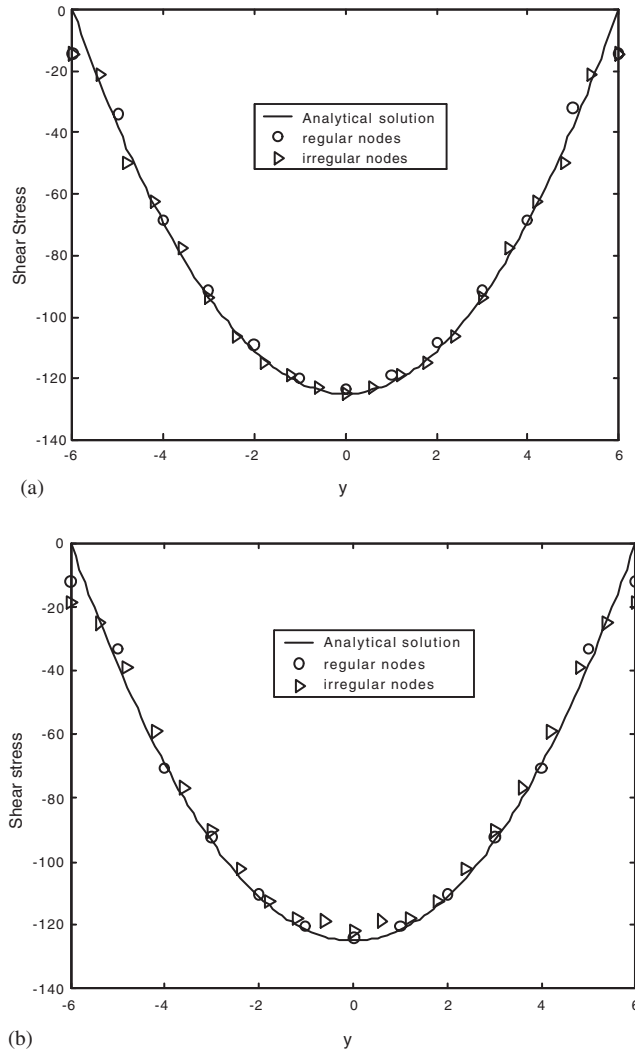 0
-20
-40
-60
-80
-100
-120
-140
Shear Stress
Analytical solution
regular nodes
irregular nodes
-6
-4
-2
0
2
4
6
(a)
y
0
-20
-40
-60
-80
-100
-120
-140
Shear stress
Analytical solution
regular nodes
irregular nodes
-6
-4
-2
0
2
4
6
(b)
y